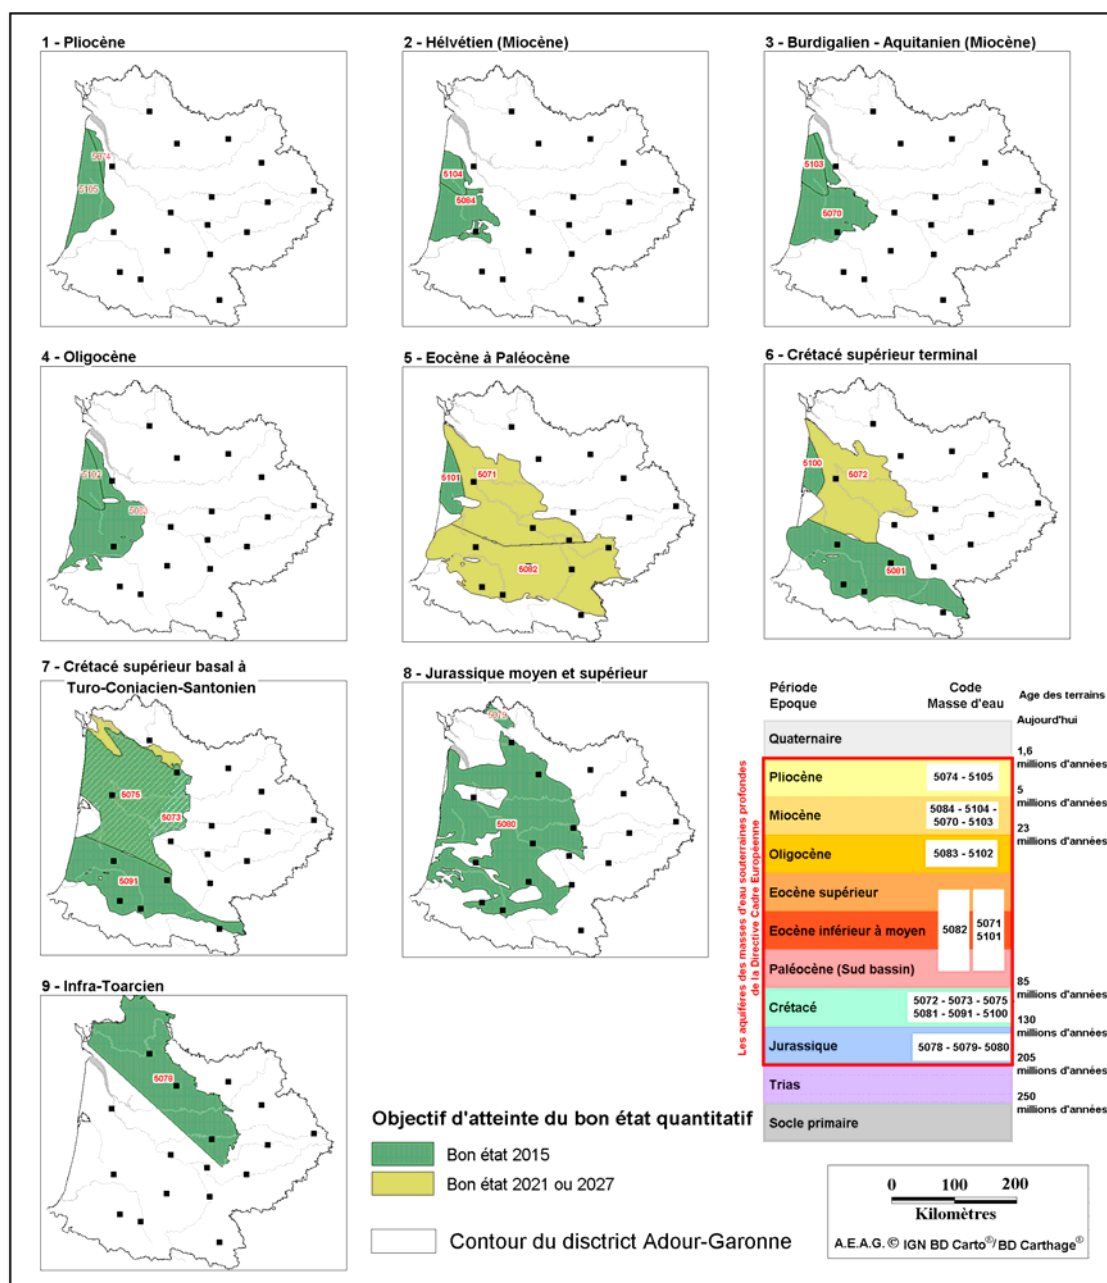 1 - Pliocène
5074
5105
2 - Hélvétien (Miocène)
5104
5084
3 - Burdigalien - Aquitanien (Miocène)
5103
5070
4 - Oligocène
5102
5083
5 - Eocène à Paléocène
5101
5071
5082
6 - Crétacé supérieur terminal
5100
5072
5081
7 - Crétacé supérieur basal à
Turo-Coniacien-Santonien
5075
5073
5091
8 - Jurassique moyen et supérieur
5079
5080
9 - Infra-Toarcien
5078
Objectif d'atteinte du bon état quantitatif
Bon état 2015
Bon état 2021 ou 2027
Contour du disctrict Adour-Garonne
Période
Epoque
Code
Masse d'eau
Age des terrains
Aujourd'hui
Quaternaire
1,6
millions d'années
Pliocène
5074 - 5105
5
millions d'années
Miocène
5084 - 5104 -
5070 - 5103
23
millions d'années
Oligocène
5083 - 5102
Eocène supérieur
Eocène inférieur à moyen
5082
5071
5101
Paléocène (Sud bassin)
85
millions d'années
Crétacé
5072 - 5073 - 5075
5081 - 5091 - 5100
130
millions d'années
Jurassique
5078 - 5079- 5080
205
millions d'années
Trias
250
millions d'années
Socle primaire
Les aquifères des masses d'eau souterraines profondes
de la Directive Cadre Européenne
0 100 200
Kilomètres
A.E.A.G. © IGN BD Carto®/BD Carthage®